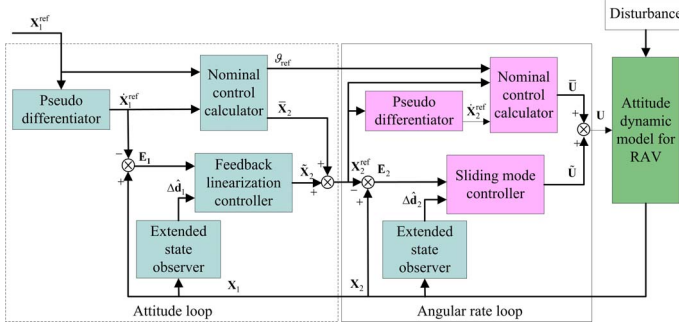 X₁ʳᵉᶠ
Disturbance
Pseudo
differentiator
Ẋ₁ʳᵉᶠ
Nominal
control
calculator
ϑref
X̄₂
E₁
−
+
Feedback
linearization
controller
X̃₂
+
+
Δd̂₁
Extended
state
observer
X₁
Attitude loop
Pseudo
differentiator
Ẋ₂ʳᵉᶠ
Nominal
control
calculator
Ū
X₂ʳᵉᶠ
E₂
−
+
Sliding mode
controller
Ũ
+
+
U
Δd̂₂
Extended
state
observer
X₂
Angular rate loop
Attitude
dynamic
model for
RAV